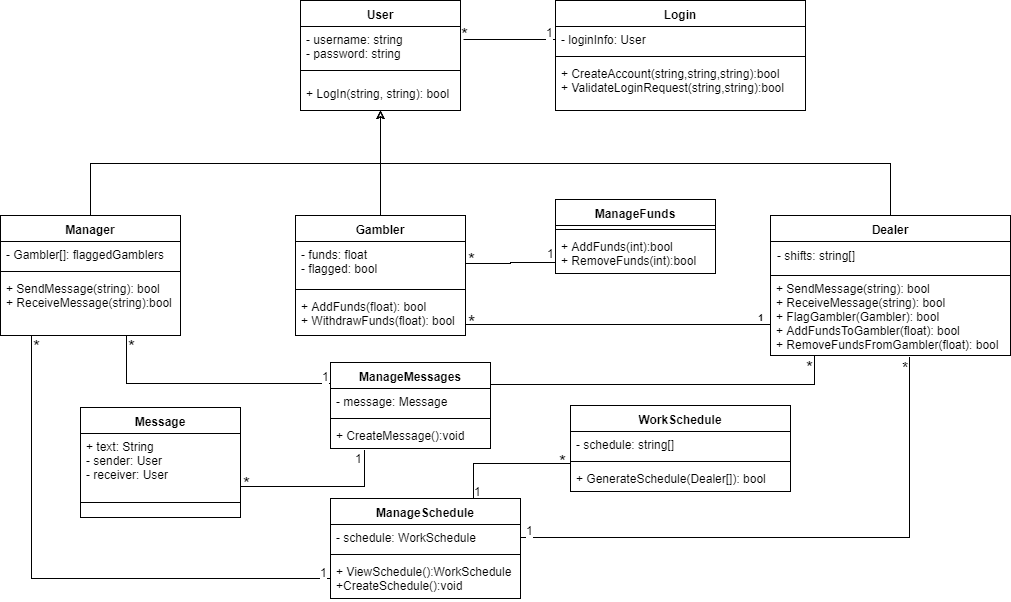 User
- username: string
- password: string
+ LogIn(string, string): bool
*
1
Login
- loginInfo: User
+ CreateAccount(string,string,string):bool
+ ValidateLoginRequest(string,string):bool
Manager
- Gambler[]: flaggedGamblers
+ SendMessage(string): bool
+ ReceiveMessage(string):bool
Gambler
- funds: float
- flagged: bool
+ AddFunds(float): bool
+ WithdrawFunds(float): bool
*
1
*
1
ManageFunds
+ AddFunds(int):bool
+ RemoveFunds(int):bool
Dealer
- shifts: string[]
+ SendMessage(string): bool
+ ReceiveMessage(string): bool
+ FlagGambler(Gambler): bool
+ AddFundsToGambler(float): bool
+ RemoveFundsFromGambler(float): bool
*
*
1
*
*
ManageMessages
- message: Message
+ CreateMessage():void
1
*
Message
+ text: String
- sender: User
- receiver: User
WorkSchedule
- schedule: string[]
+ GenerateSchedule(Dealer[]): bool
*
1
1
1
ManageSchedule
- schedule: WorkSchedule
+ ViewSchedule():WorkSchedule
+CreateSchedule():void